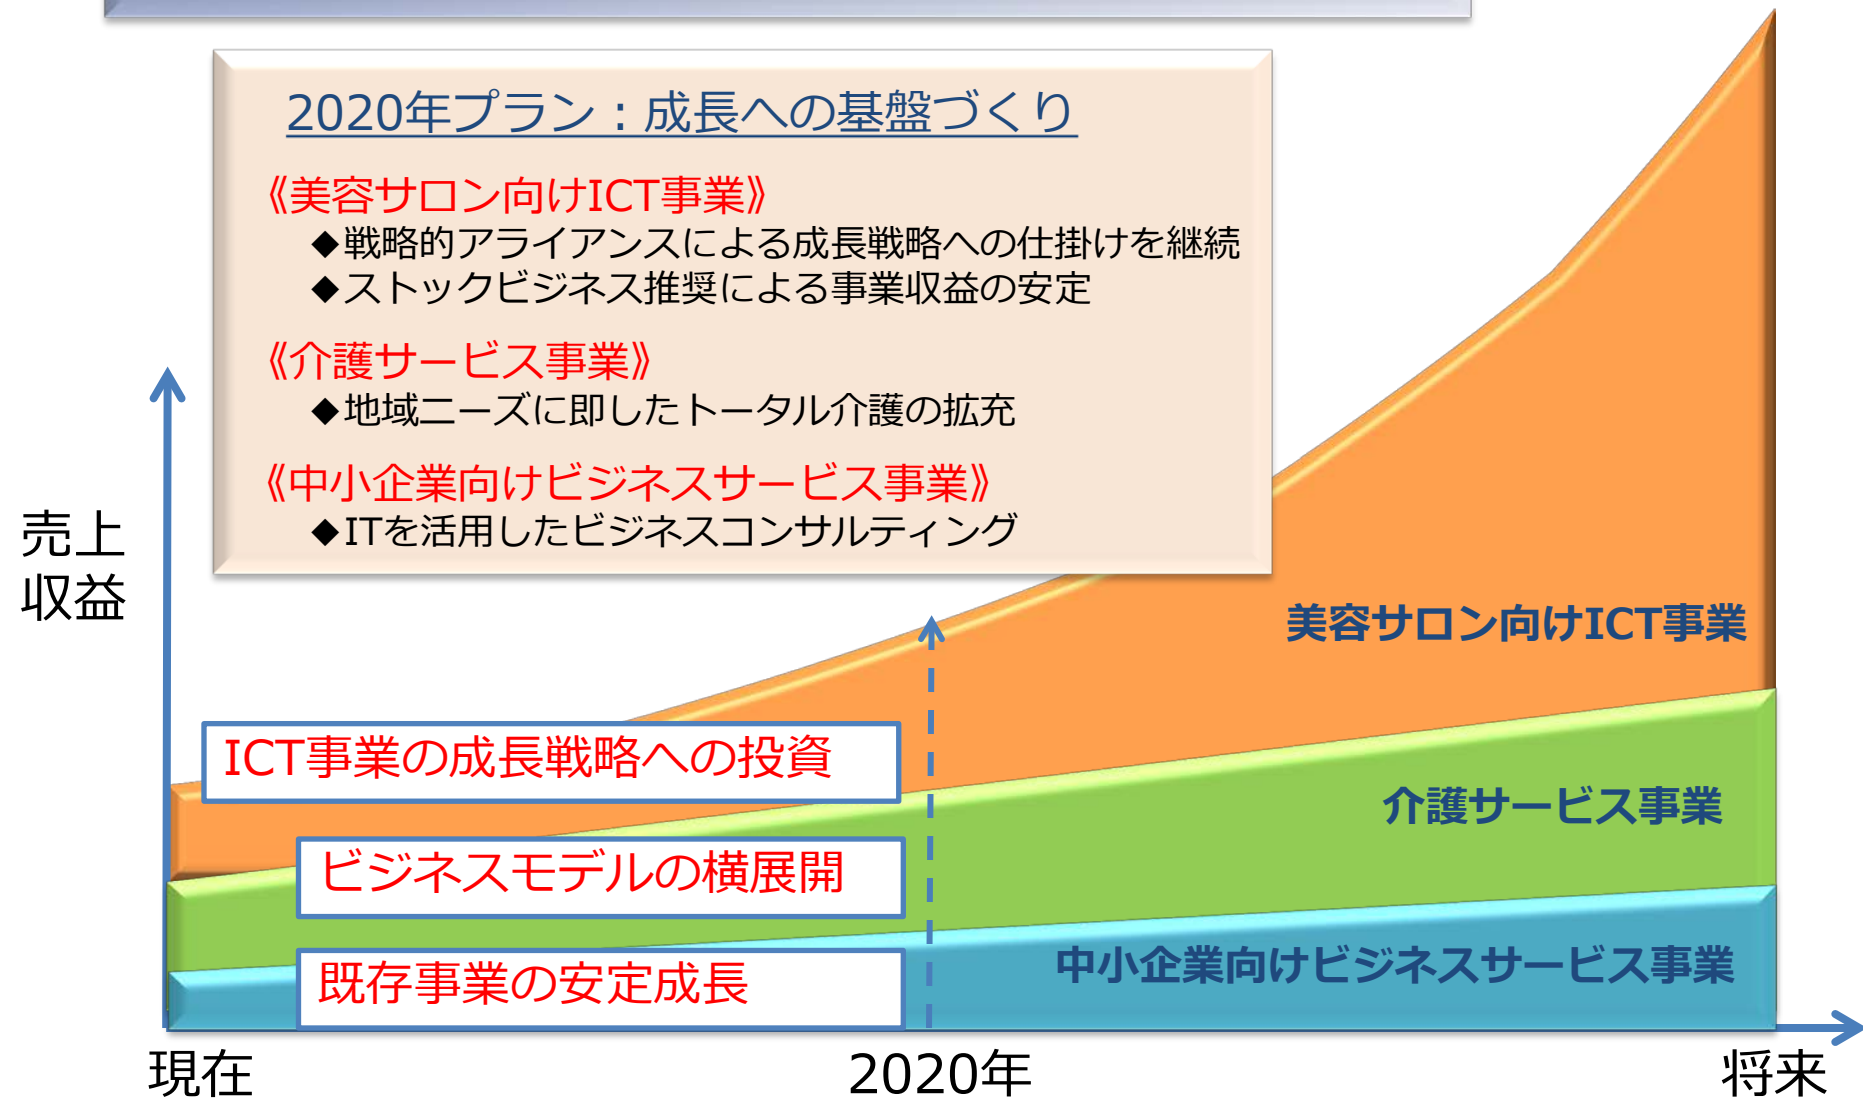 2020年プラン：成長への基盤づくり
《美容サロン向けICT事業》
◆戦略的アライアンスによる成長戦略への仕掛けを継続
◆ストックビジネス推奨による事業収益の安定
《介護サービス事業》
◆地域ニーズに即したトータル介護の拡充
《中小企業向けビジネスサービス事業》
◆ITを活用したビジネスコンサルティング
売上
収益
美容サロン向けICT事業
ICT事業の成長戦略への投資
介護サービス事業
ビジネスモデルの横展開
中小企業向けビジネスサービス事業
既存事業の安定成長
現在
2020年
将来